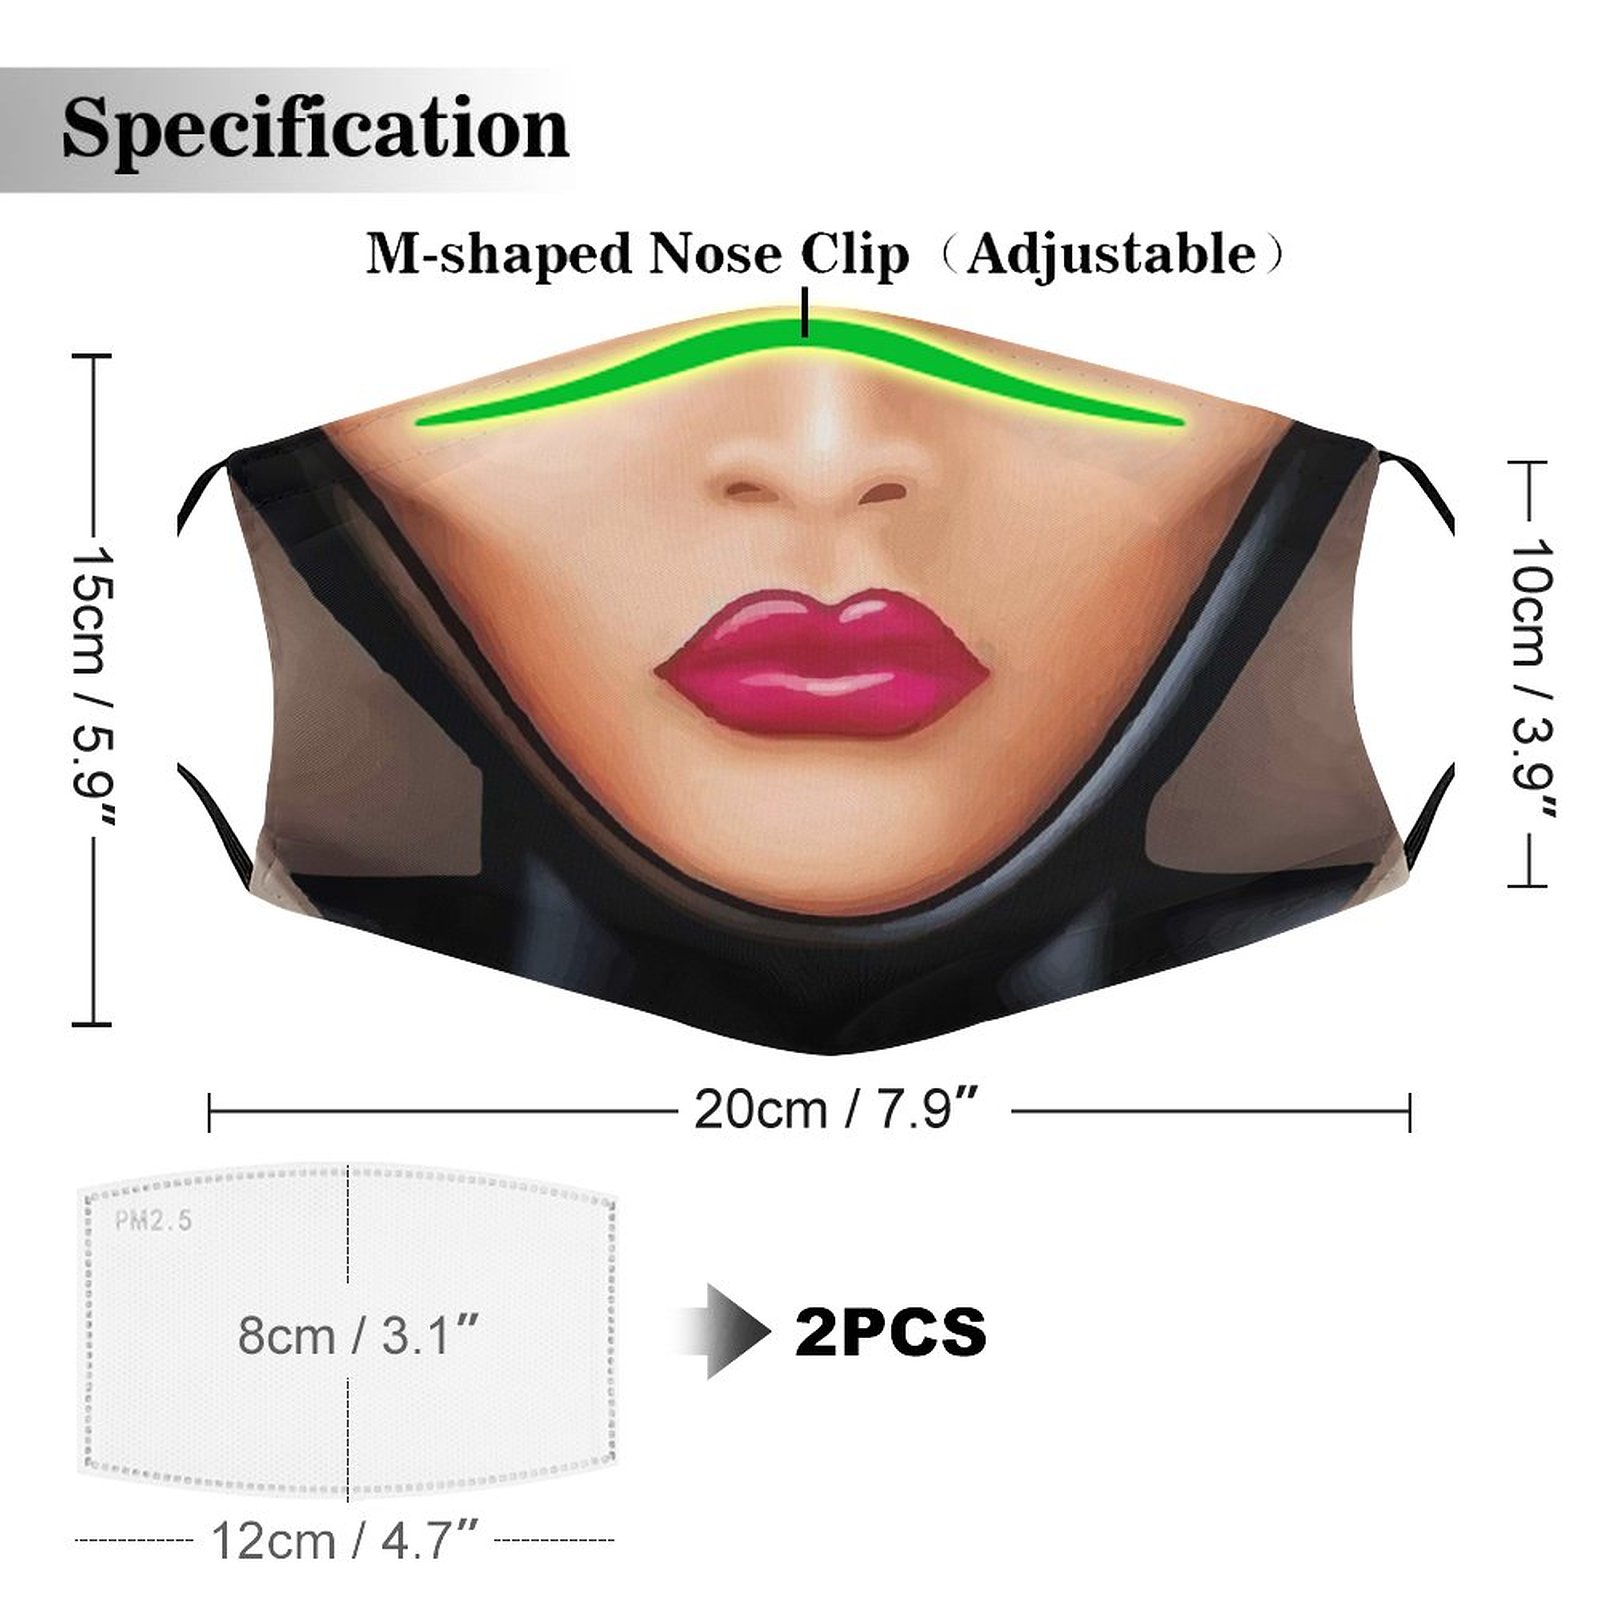 Specification
M-shaped Nose Clip（Adjustable）
15cm / 5.9″
10cm / 3.9″
20cm / 7.9″
PM2.5
8cm / 3.1″
2PCS
12cm / 4.7″